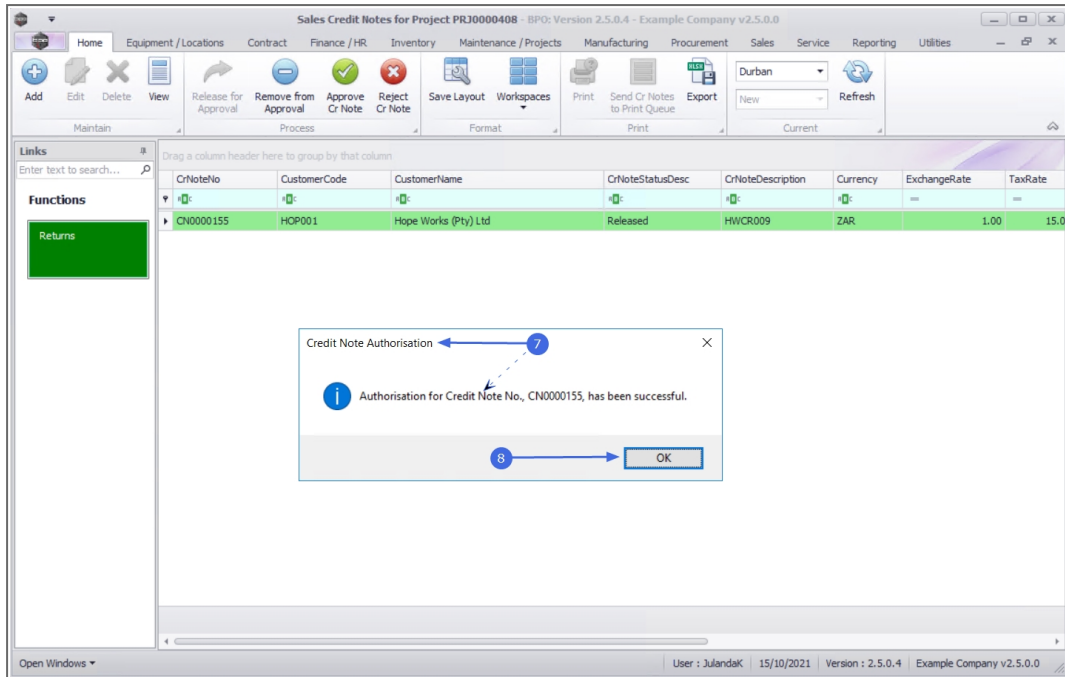 Sales Credit Notes for Project PRJ0000408 - BPO: Version 2.5.0.4 - Example Company v2.5.0.0
Home Equipment / Locations Contract Finance / HR Inventory Maintenance / Projects Manufacturing Procurement Sales Service Reporting Utilities
Add Edit Delete View Release for Approval Remove from Approval Approve Cr Note Reject Cr Note Save Layout Workspaces Print Send Cr Notes to Print Queue Export Durban New Refresh
Maintain Process Format Print Current
Links
Enter text to search...
Functions
Returns
Drag a column header here to group by that column
CrNoteNo CustomerCode CustomerName CrNoteStatusDesc CrNoteDescription Currency ExchangeRate TaxRate
CN0000155 HOP001 Hope Works (Pty) Ltd Released HWCR009 ZAR 1.00 15.0
Credit Note Authorisation 7
Authorisation for Credit Note No., CN0000155, has been successful.
8 OK
Open Windows User : JulandaK 15/10/2021 Version : 2.5.0.4 Example Company v2.5.0.0